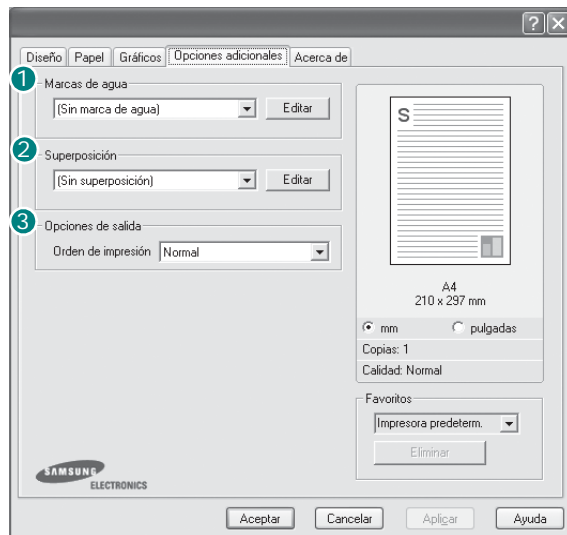 Diseño Papel Gráficos Opciones adicionales Acerca de
1
Marcas de agua
(Sin marca de agua) Editar
2
Superposición
(Sin superposición) Editar
3
Opciones de salida
Orden de impresión Normal
S
A4
210 x 297 mm
mm pulgadas
Copias: 1
Calidad: Normal
Favoritos
Impresora predeterm.
Eliminar
SAMSUNG
ELECTRONICS
Aceptar Cancelar Aplicar Ayuda